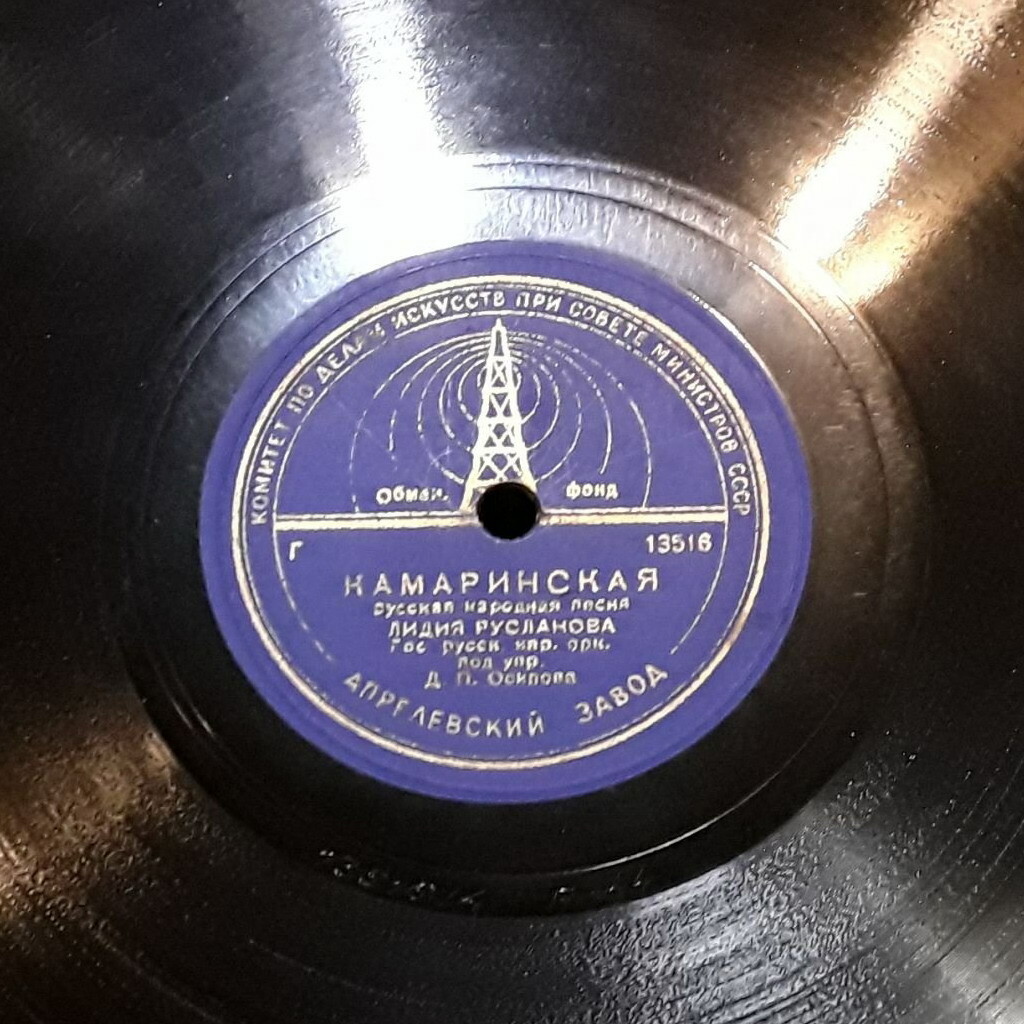 КОМИТЕТ ПО ДЕЛАМ ИСКУССТВ ПРИ СОВЕТЕ МИНИСТРОВ СССР
Обмен. фонд
Г 13516
КАМАРИНСКАЯ
Русская народная песня
ЛИДИЯ РУСЛАНОВА
Гос русск нар. орк.
под упр.
Д. П. Осипова
АПРЕЛЕВСКИЙ ЗАВОД